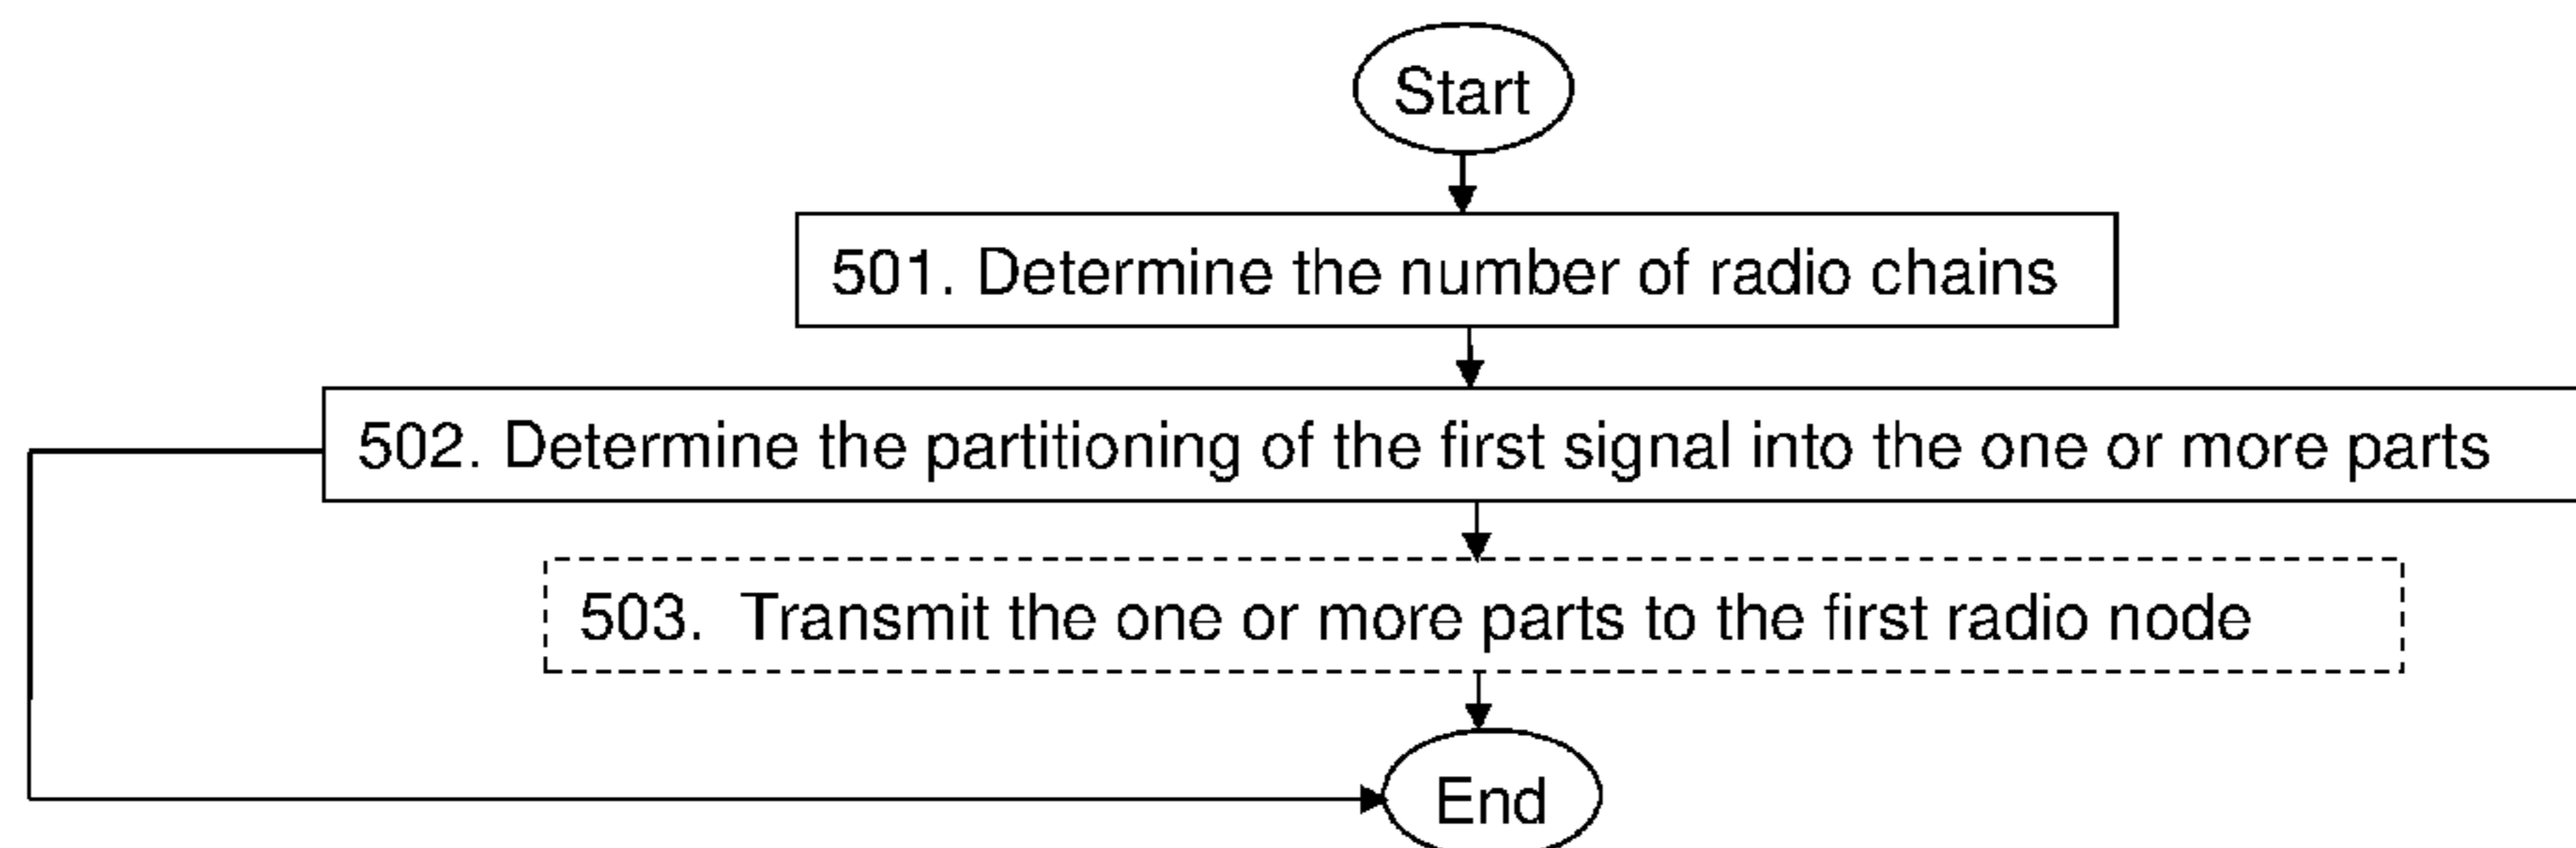 Start
501. Determine the number of radio chains
502. Determine the partitioning of the first signal into the one or more parts
503. Transmit the one or more parts to the first radio node
End